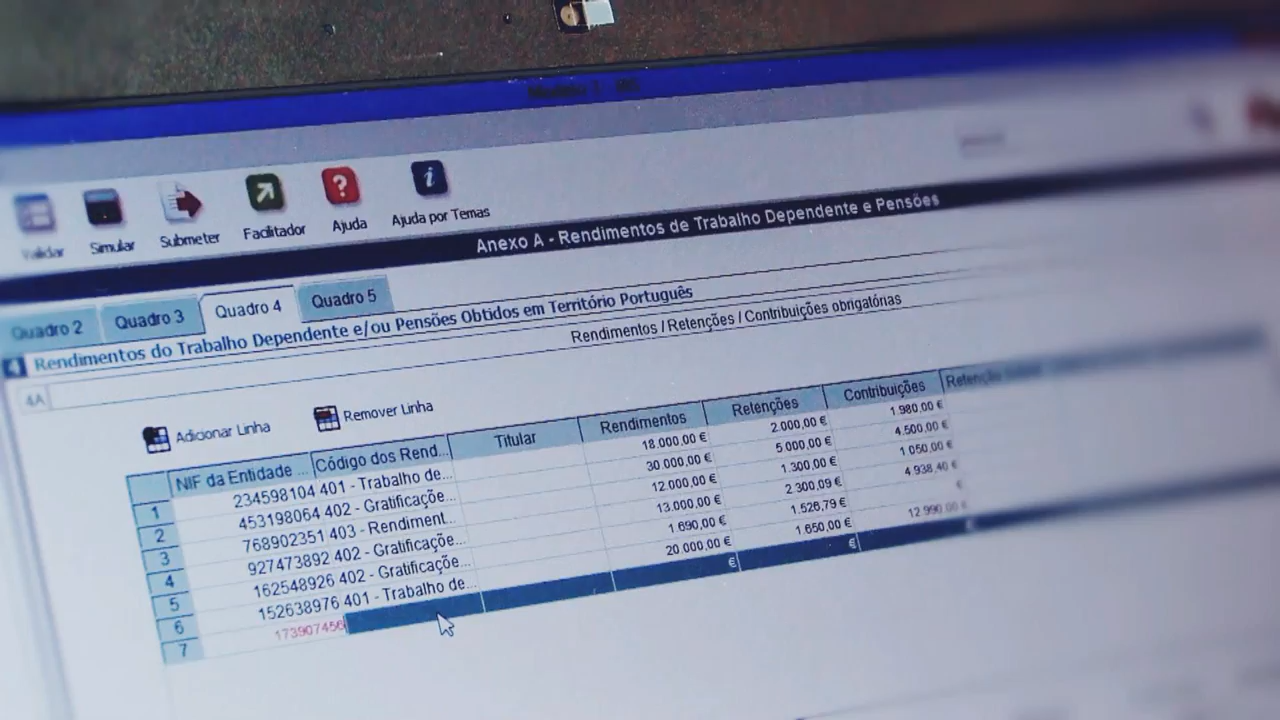 Validar Simular Submeter Facilitador Ajuda Ajuda por Temas
Anexo A - Rendimentos de Trabalho Dependente e Pensões
Quadro 2 Quadro 3 Quadro 4 Quadro 5
4 Rendimentos do Trabalho Dependente e/ou Pensões Obtidos em Território Português
4A Rendimentos / Retenções / Contribuições obrigatórias
Adicionar Linha Remover Linha
NIF da Entidade ... Código dos Rend... Titular Rendimentos Retenções Contribuições Retenção
1 234598104 401 - Trabalho de... 18.000,00 € 2.000,00 € 1.980,00 €
2 453198064 402 - Gratificaçõe... 30 000,00 € 5 000,00 € 4.500,00 €
3 768902351 403 - Rendiment... 12.000,00 € 1.300,00 € 1 050,00 €
4 927473892 402 - Gratificaçõe... 13.000,00 € 2 300,09 € 4 938,40 €
5 162548926 402 - Gratificaçõe... 1 690,00 € 1.526,79 € €
6 152638976 401 - Trabalho de... 20.000,00 € 1 650,00 € 12 990,00 €
7 173907456 € € €